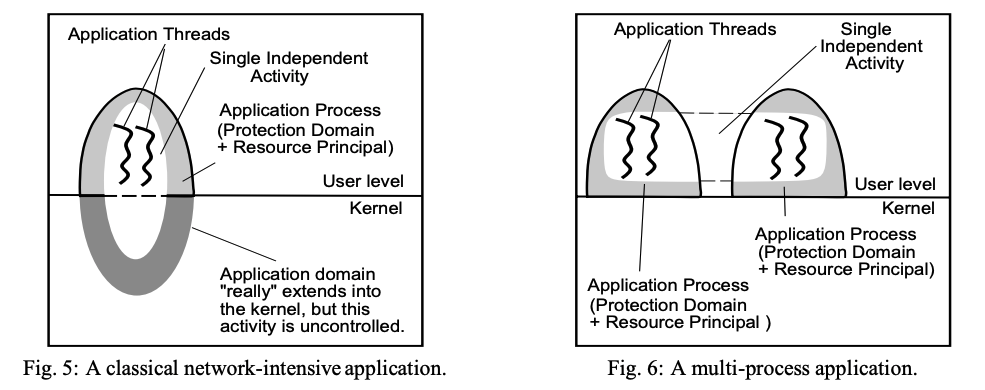 Application Threads
Single Independent
Activity
Application Process
(Protection Domain
+ Resource Principal)
User level
Kernel
Application domain
"really" extends into
the kernel, but this
activity is uncontrolled.
Fig. 5: A classical network-intensive application.
Application Threads
Single
Independent
Activity
User level
Kernel
Application Process
(Protection Domain
+ Resource Principal)
Application Process
(Protection Domain
+ Resource Principal )
Fig. 6: A multi-process application.